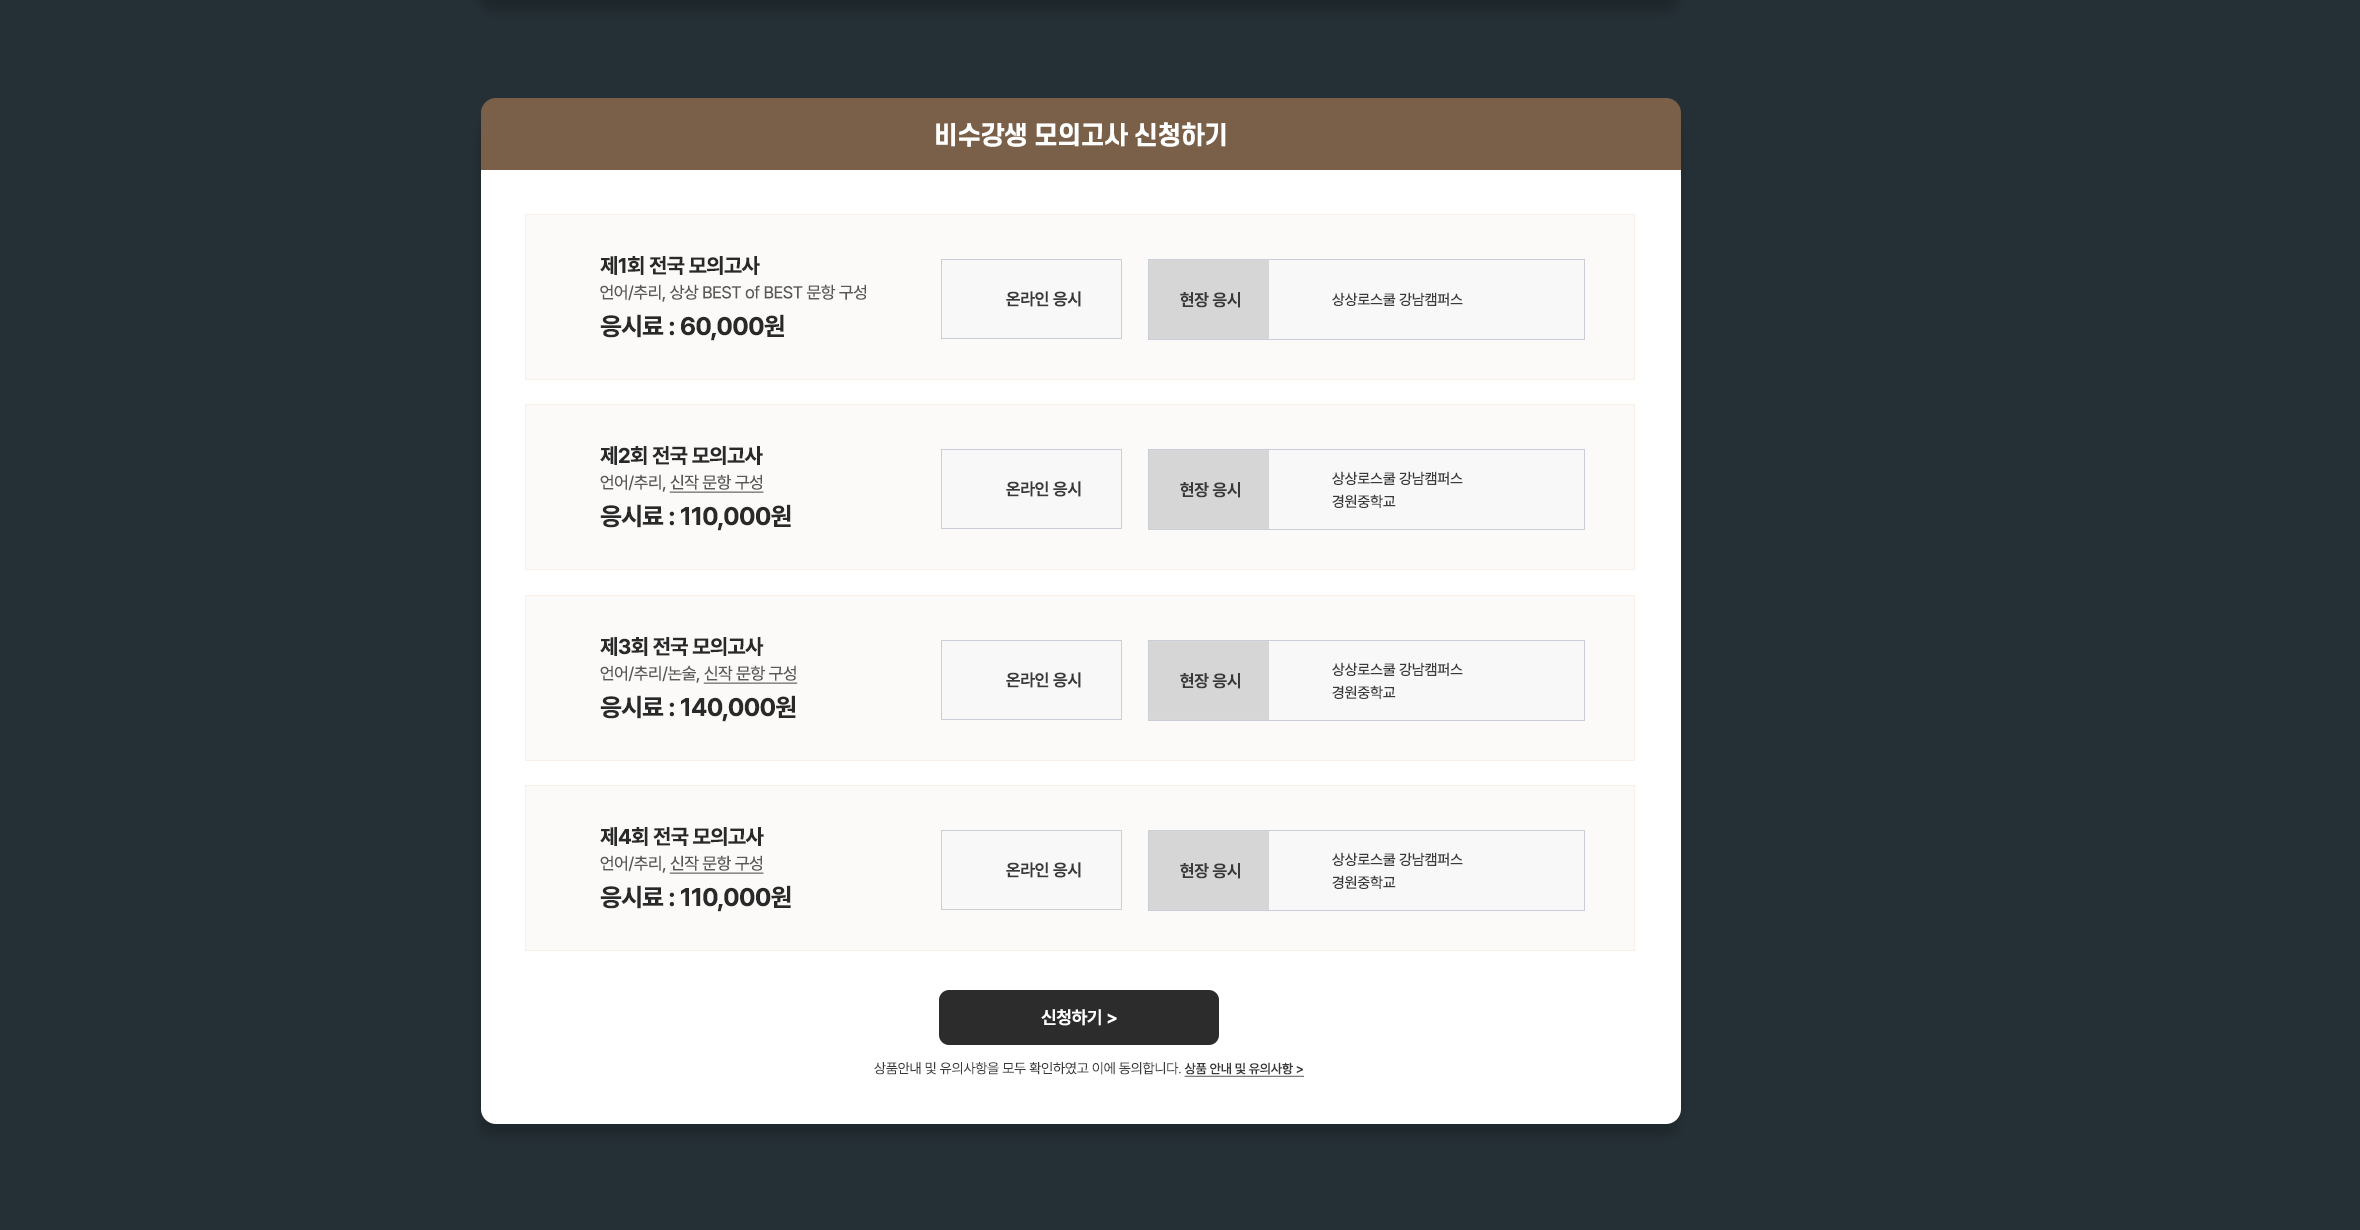 비수강생 모의고사 신청하기
제1회 전국 모의고사
언어/추리, 상상 BEST of BEST 문항 구성
응시료 : 60,000원
온라인 응시
현장 응시
상상로스쿨 강남캠퍼스
제2회 전국 모의고사
언어/추리, 신작 문항 구성
응시료 : 110,000원
온라인 응시
현장 응시
상상로스쿨 강남캠퍼스
경원중학교
제3회 전국 모의고사
언어/추리/논술, 신작 문항 구성
응시료 : 140,000원
온라인 응시
현장 응시
상상로스쿨 강남캠퍼스
경원중학교
제4회 전국 모의고사
언어/추리, 신작 문항 구성
응시료 : 110,000원
온라인 응시
현장 응시
상상로스쿨 강남캠퍼스
경원중학교
신청하기 >
상품안내 및 유의사항을 모두 확인하였고 이에 동의합니다. 상품 안내 및 유의사항 >